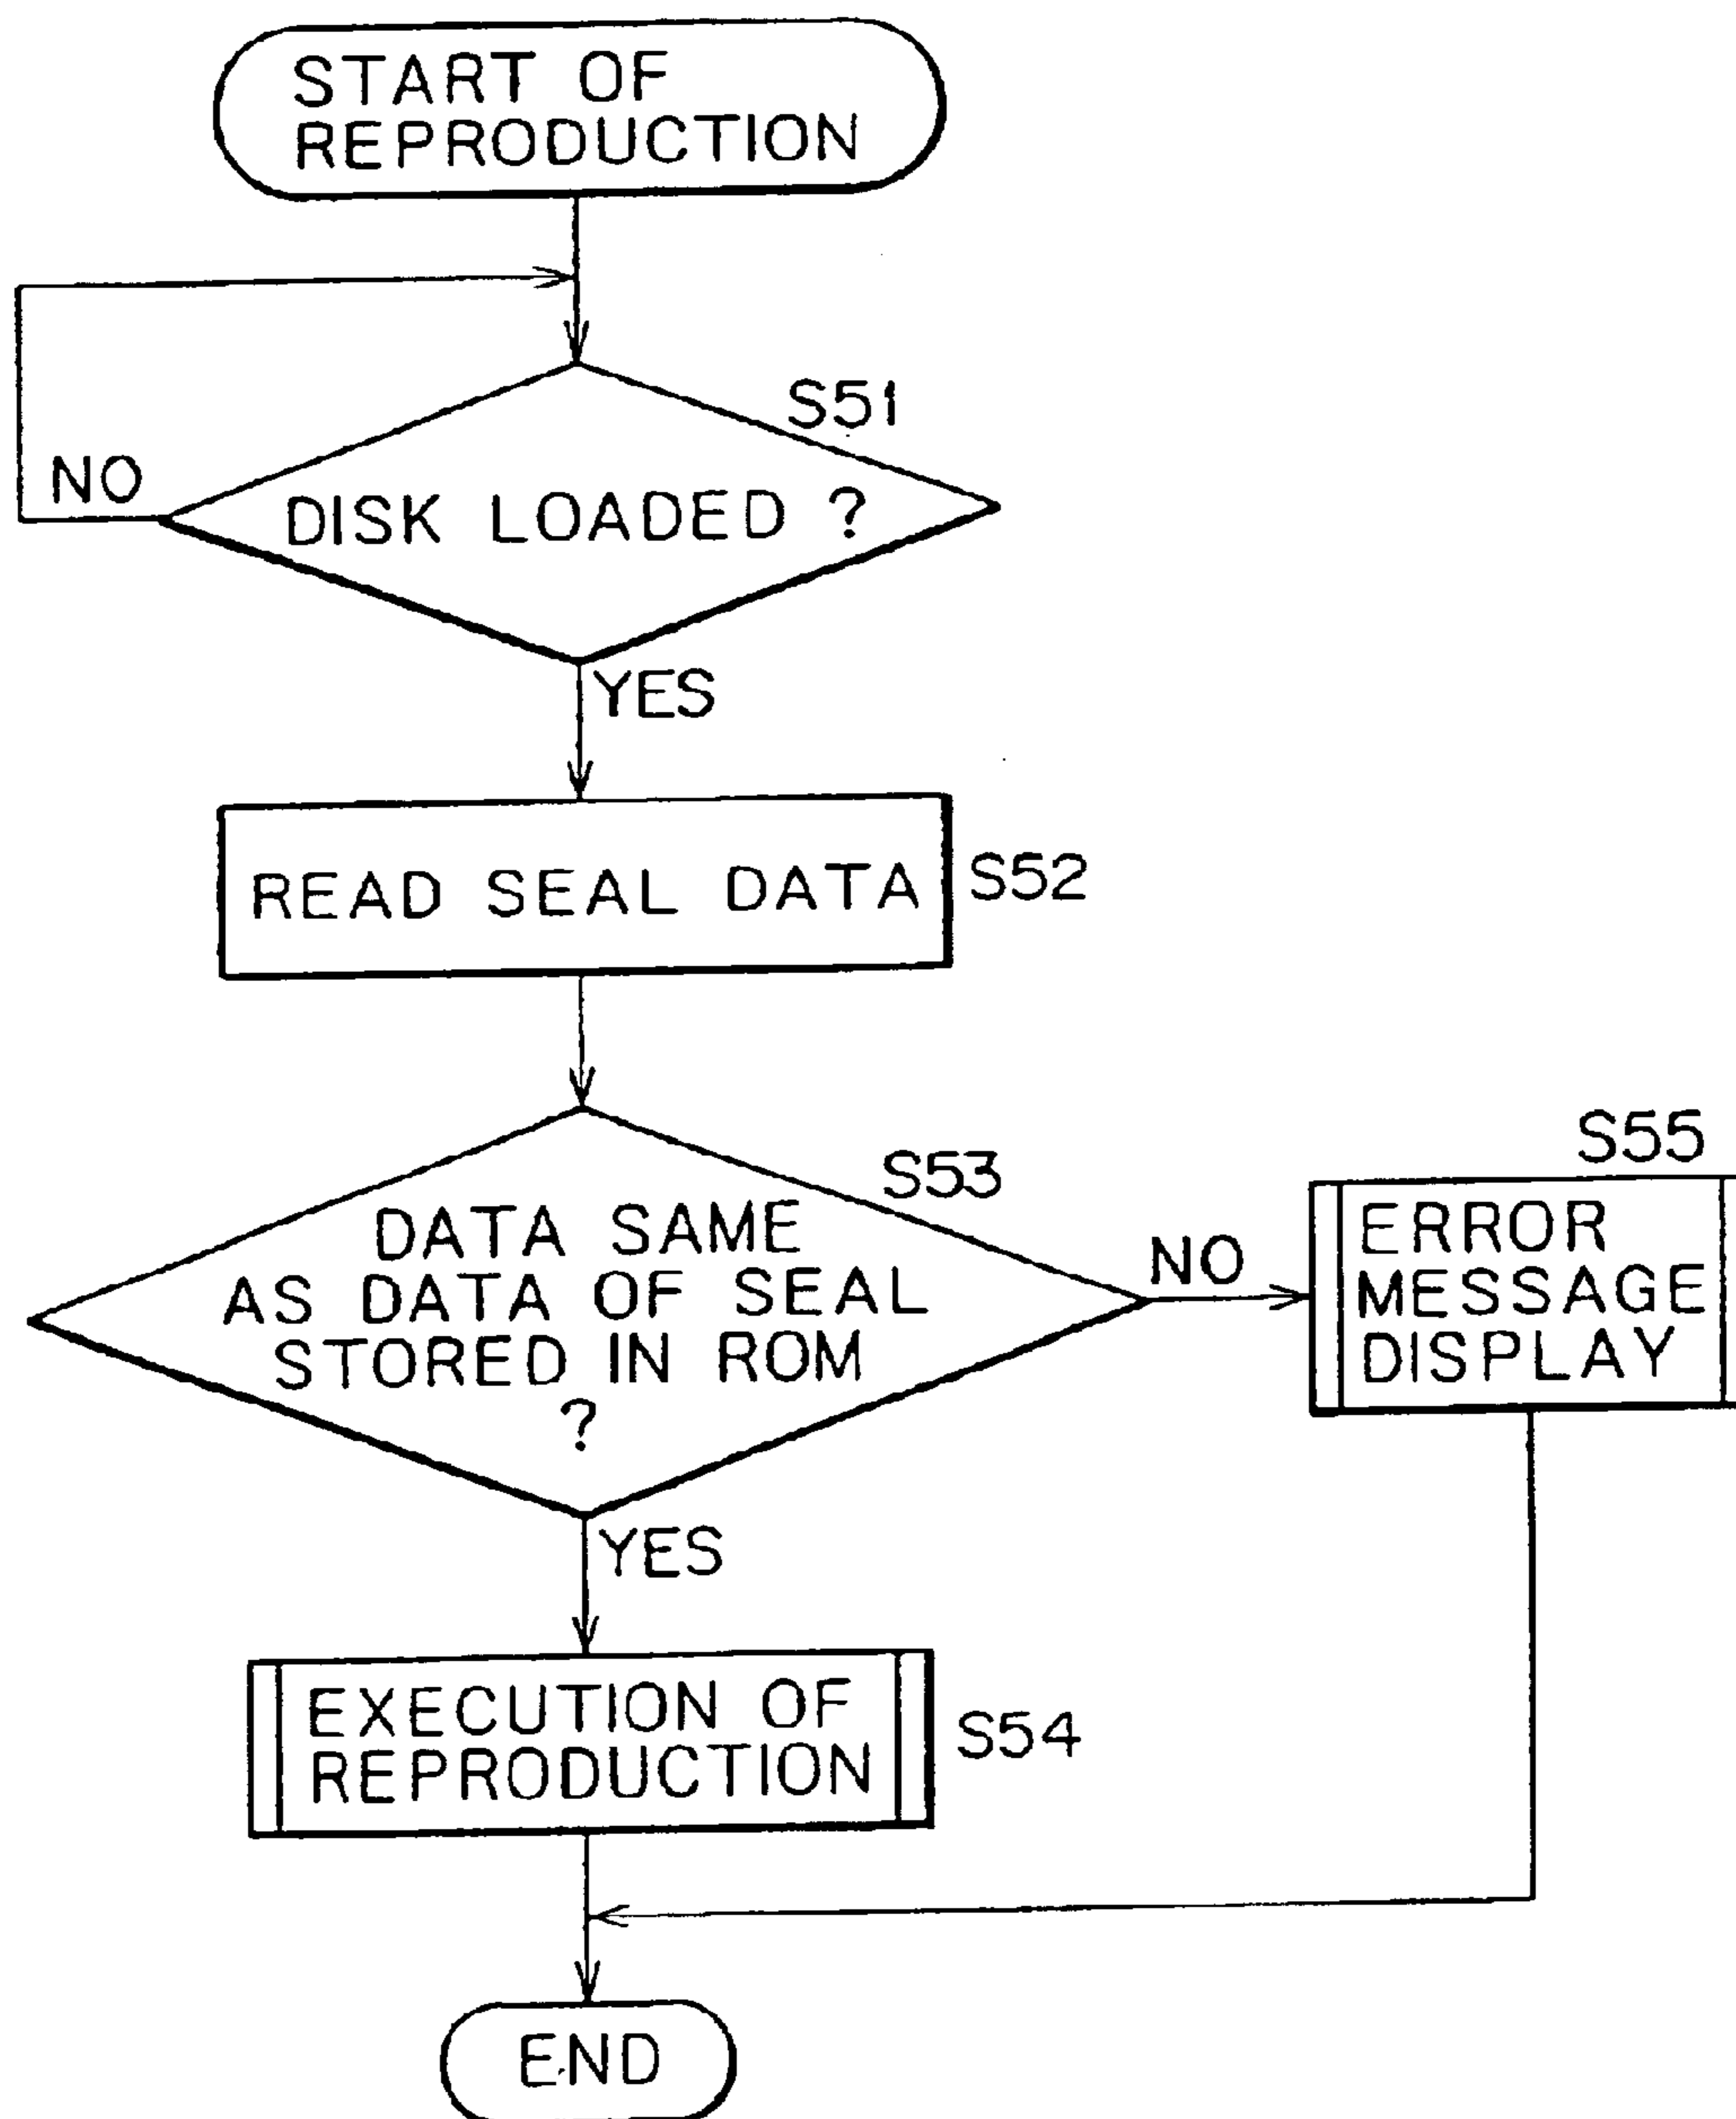 START OF
REPRODUCTION
S51
NO
DISK LOADED ?
YES
READ SEAL DATA
S52
S53
DATA SAME
AS DATA OF SEAL
STORED IN ROM
?
NO
S55
ERROR
MESSAGE
DISPLAY
YES
EXECUTION OF
REPRODUCTION
S54
END